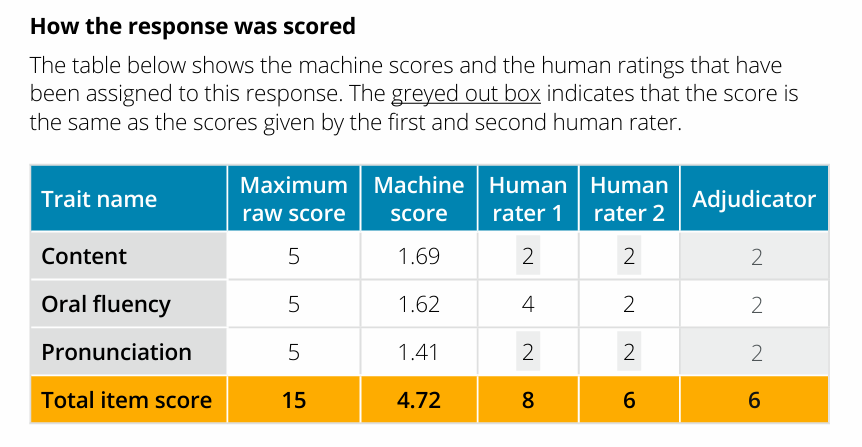 How the response was scored
The table below shows the machine scores and the human ratings that have
been assigned to this response. The greyed out box indicates that the score is
the same as the scores given by the first and second human rater.
Trait name Maximum raw score Machine score Human rater 1 Human rater 2 Adjudicator
Content 5 1.69 2 2 2
Oral fluency 5 1.62 4 2 2
Pronunciation 5 1.41 2 2 2
Total item score 15 4.72 8 6 6